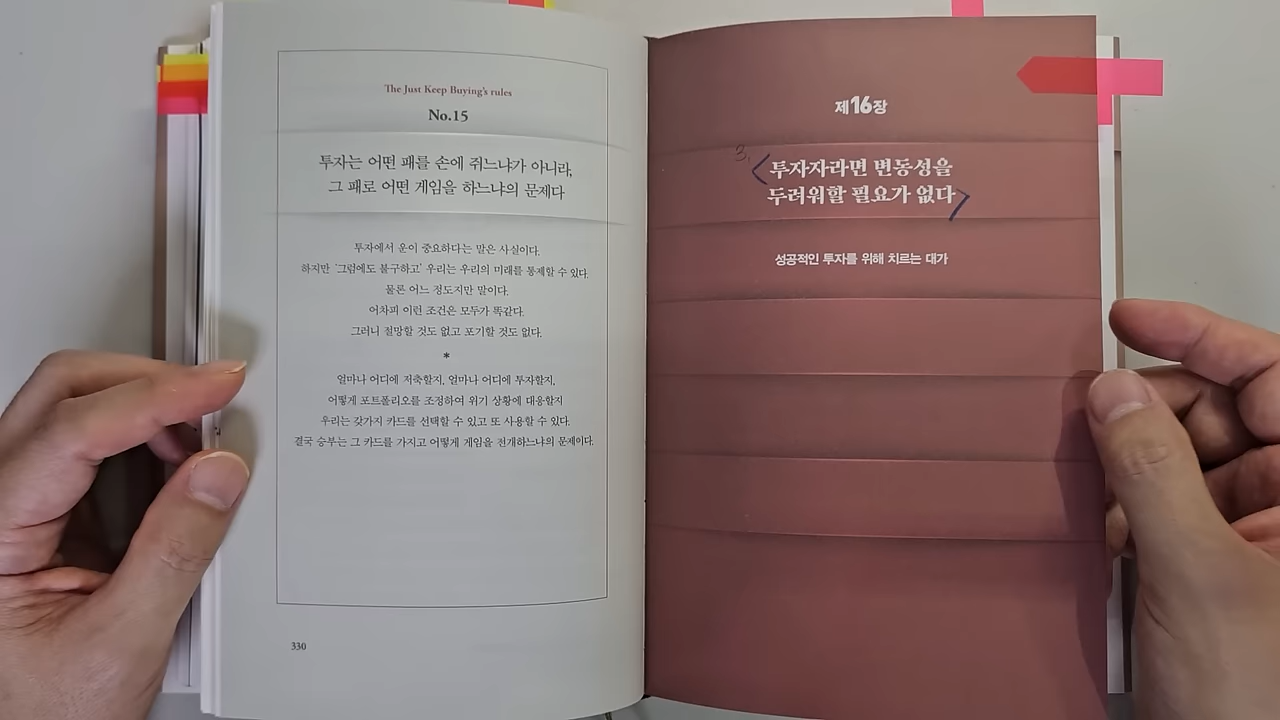 The Just Keep Buying's rules
No.15
투자는 어떤 패를 손에 쥐느냐가 아니라,
그 패로 어떤 게임을 하느냐의 문제다
투자에서 운이 중요하다는 말은 사실이다.
하지만 '그럼에도 불구하고' 우리는 우리의 미래를 통제할 수 있다.
물론 어느 정도지만 말이다.
어차피 이런 조건은 모두가 똑같다.
그러니 절망할 것도 없고 포기할 것도 없다.
*
얼마나 어디에 저축할지, 얼마나 어디에 투자할지,
어떻게 포트폴리오를 조정하여 위기 상황에 대응할지
우리는 갖가지 카드를 선택할 수 있고 또 사용할 수 있다.
결국 승부는 그 카드를 가지고 어떻게 게임을 전개하느냐의 문제이다.
330
제16장
3.
<투자자라면 변동성을
두려워할 필요가 없다>
성공적인 투자를 위해 치르는 대가